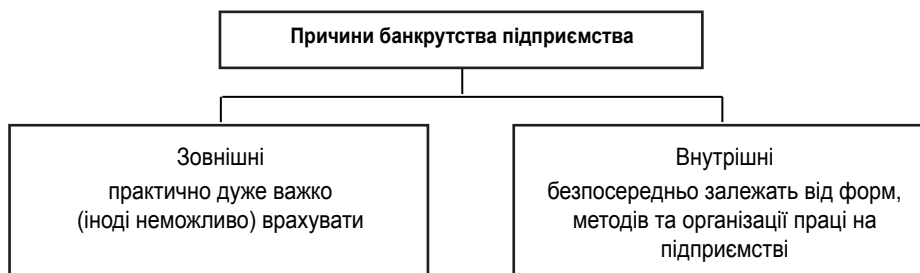 Причини банкрутства підприємства
Зовнішні
практично дуже важко
(іноді неможливо) врахувати
Внутрішні
безпосередньо залежать від форм,
методів та організації праці на
підприємстві